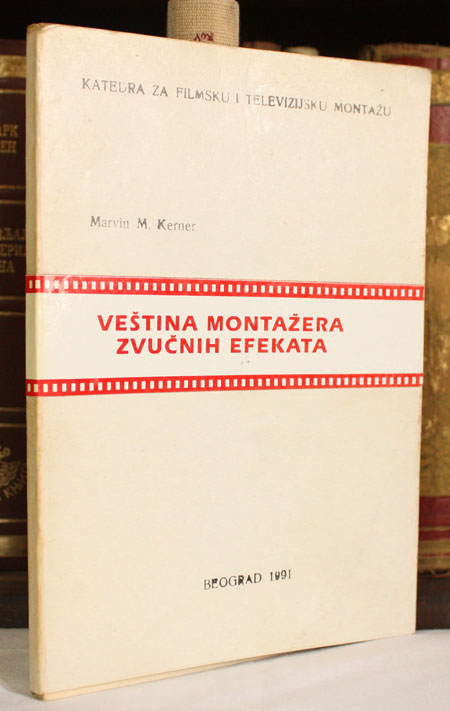 KATEDRA ZA FILMSKU I TELEVIZIJSKU MONTAŽU
Marvin M. Kerner
VEŠTINA MONTAŽERA
ZVUČNIH EFEKATA
BEOGRAD 1991